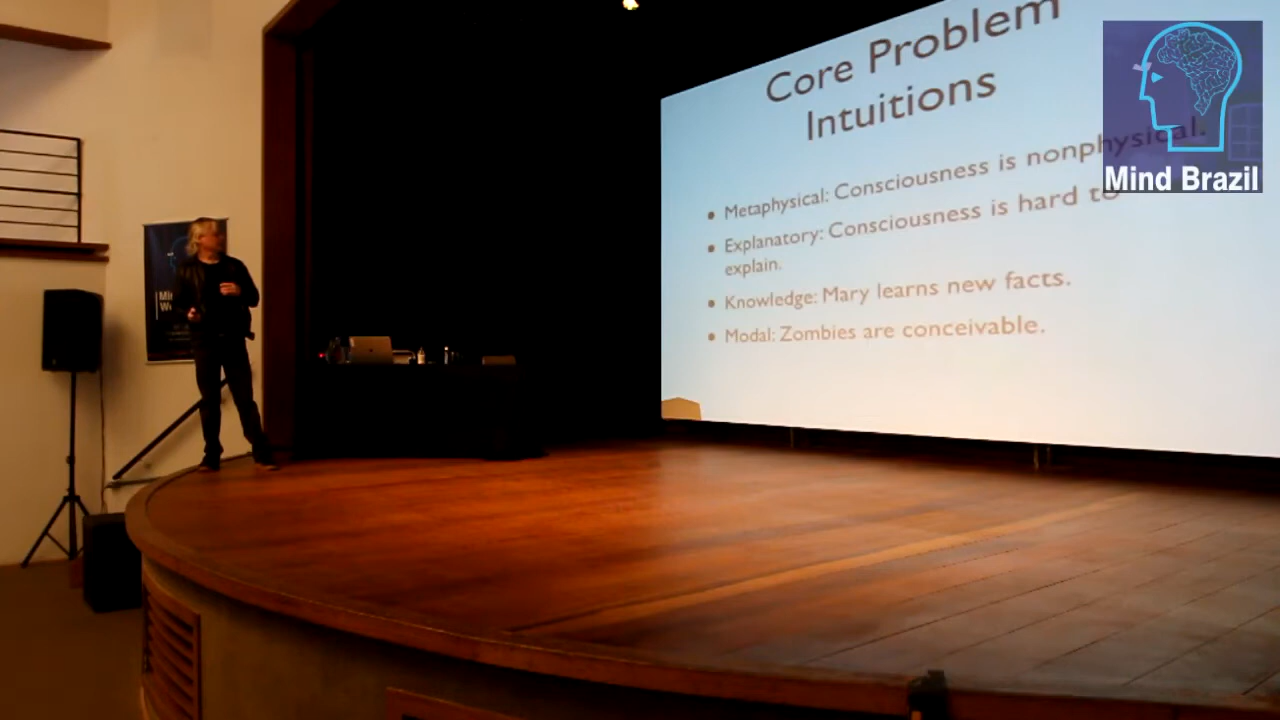 Core Problem
Intuitions
• Metaphysical: Consciousness is nonphysical.
• Explanatory: Consciousness is hard to
explain.
• Knowledge: Mary learns new facts.
• Modal: Zombies are conceivable.
Mind Brazil